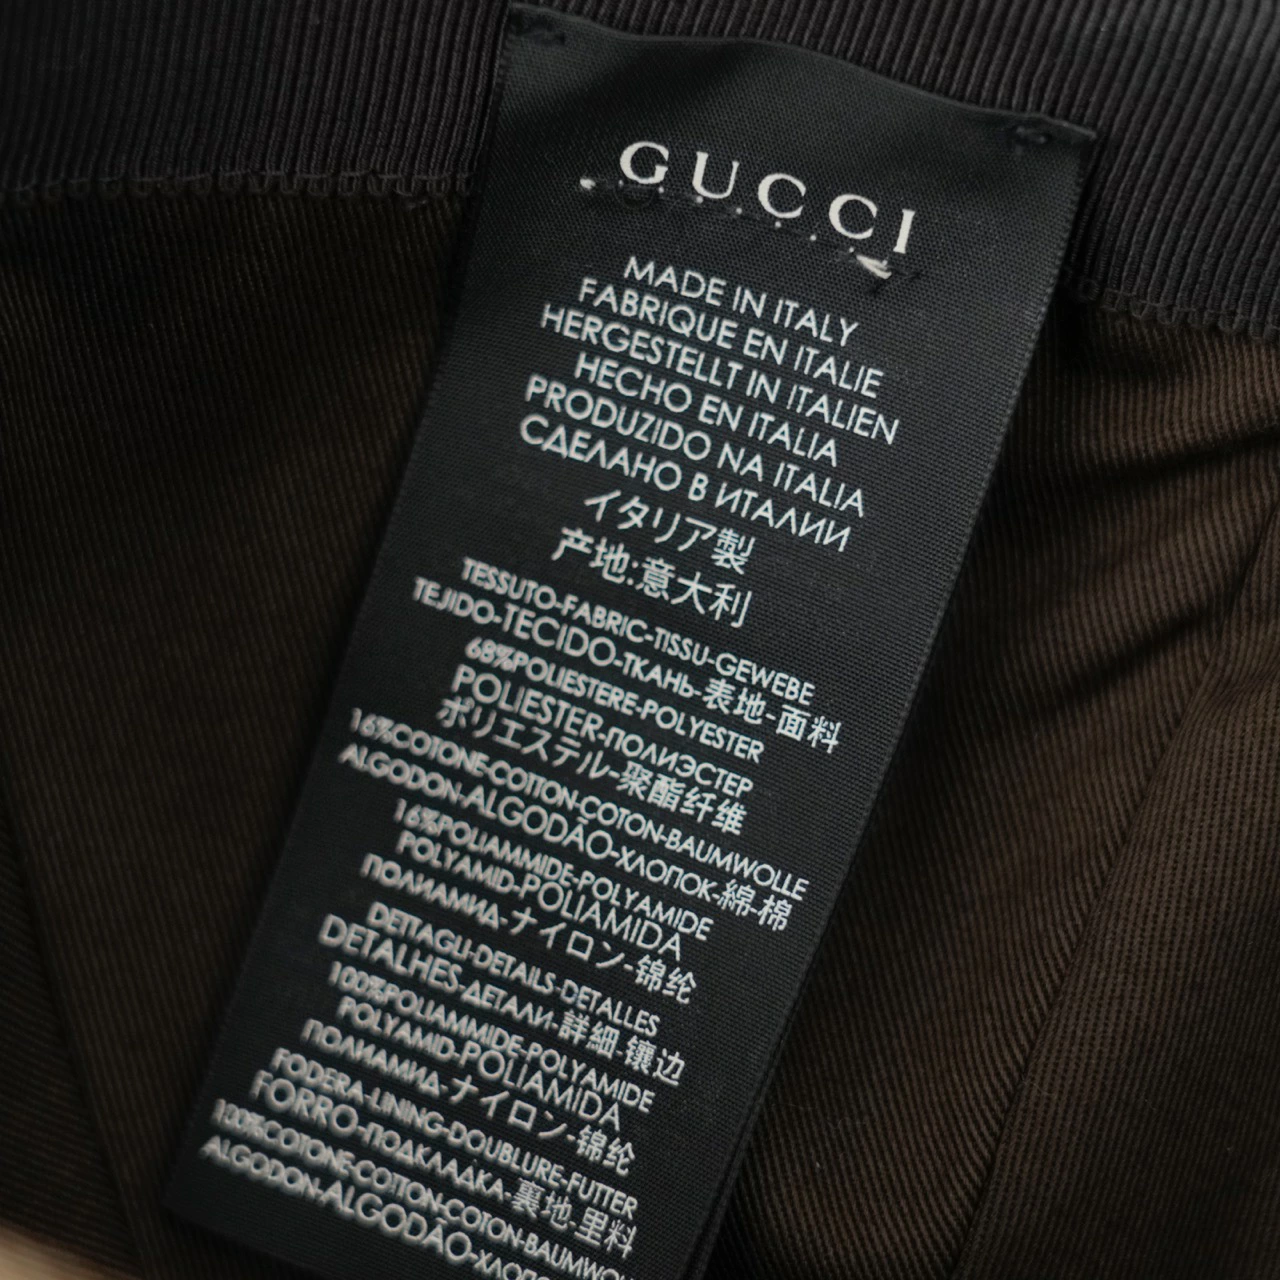 GUCCI
MADE IN ITALY
FABRIQUE EN ITALIE
HERGESTELLT IN ITALIEN
HECHO EN ITALIA
PRODUZIDO NA ITALIA
СДЕЛАНО В ИТАЛИИ
イタリア製
产地:意大利
TESSUTO-FABRIC-TISSU-GEWEBE
TEJIDO-TECIDO-ТКАНЬ-表地-面料
68%POLIESTERE-POLYESTER
POLIESTER-ПОЛИЭСТЕР
ポリエステル-聚酯纤维
16%COTONE-COTTON-COTON-BAUMWOLLE
ALGODON-ALGODÃO-ХЛОПОК-綿-棉
16%POLIAMMIDE-POLYAMIDE
POLYAMID-POLIAMIDA
ПОЛИАМИД-ナイロン-锦纶
DETTAGLI-DETAILS-DETALLES
DETALHES-ДЕТАЛИ-詳細-镶边
100%POLIAMMIDE-POLYAMIDE
POLYAMID-POLIAMIDA
ПОЛИАМИД-ナイロン-锦纶
FODERA-LINING-DOUBLURE-FUTTER
FORRO-ПОДКЛАДКА-裏地-里料
100%COTONE-COTTON-COTON-BAUMWOL
ALGODON-ALGODÃO-ХЛО